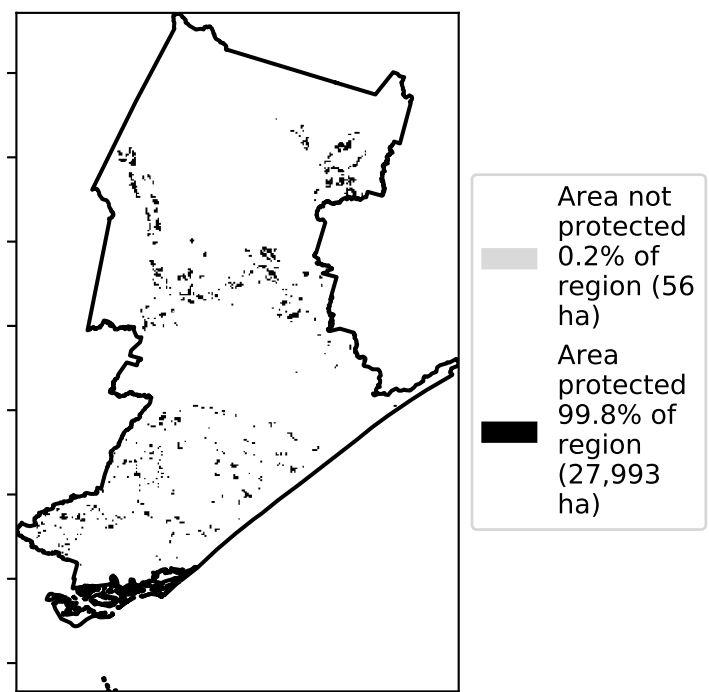 Area not
protected
0.2% of
region (56
ha)
Area
protected
99.8% of
region
(27,993
ha)